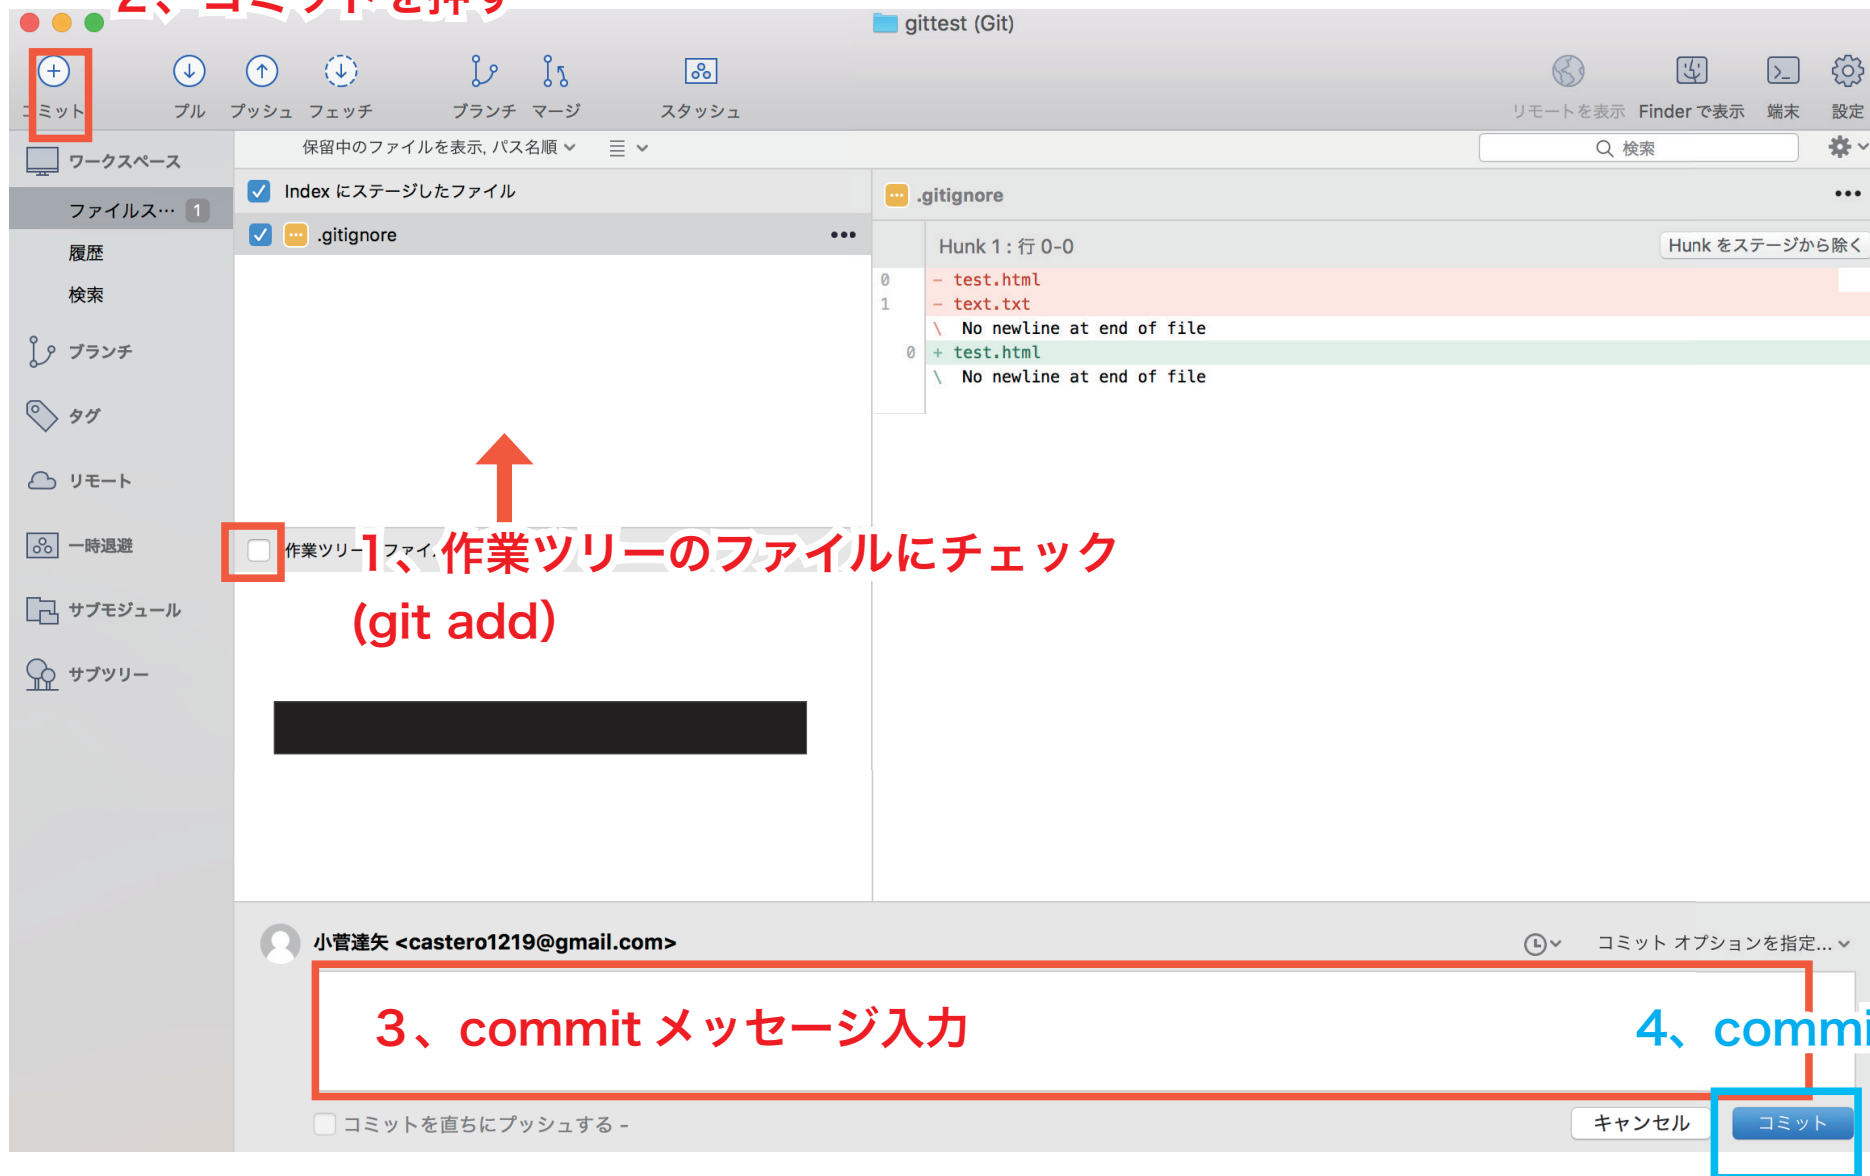 2、コミットを押す
gittest (Git)
コミット プル プッシュ フェッチ ブランチ マージ スタッシュ リモートを表示 Finder で表示 端末 設定
ワークスペース
保留中のファイルを表示, パス名順
検索
ファイルス… 1
Index にステージしたファイル
.gitignore
.gitignore
Hunk 1 : 行 0-0
Hunk をステージから除く
履歴
検索
0 - test.html
1 - text.txt
\ No newline at end of file
0 + test.html
\ No newline at end of file
ブランチ
タグ
リモート
一時退避
サブモジュール
サブツリー
作業ツリー ファイ
1、作業ツリーのファイルにチェック
(git add)
小菅達矢 <castero1219@gmail.com>
コミット オプションを指定...
3、commit メッセージ入力
4、commi
コミットを直ちにプッシュする -
キャンセル
コミット